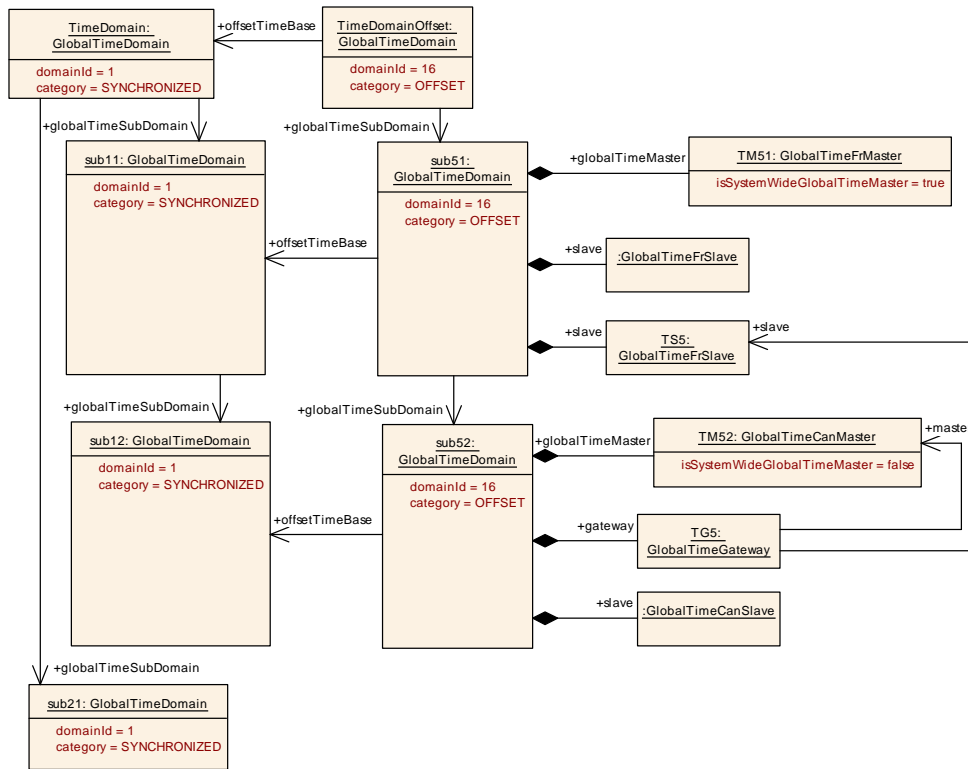 TimeDomain:
GlobalTimeDomain
domainId = 1
category = SYNCHRONIZED
+offsetTimeBase
TimeDomainOffset:
GlobalTimeDomain
domainId = 16
category = OFFSET
+globalTimeSubDomain
+globalTimeSubDomain
sub11: GlobalTimeDomain
domainId = 1
category = SYNCHRONIZED
sub51:
GlobalTimeDomain
domainId = 16
category = OFFSET
+globalTimeMaster
TM51: GlobalTimeFrMaster
isSystemWideGlobalTimeMaster = true
+offsetTimeBase
+slave
:GlobalTimeFrSlave
+slave
TS5:
GlobalTimeFrSlave
+slave
+globalTimeSubDomain
+globalTimeSubDomain
sub12: GlobalTimeDomain
domainId = 1
category = SYNCHRONIZED
sub52:
GlobalTimeDomain
domainId = 16
category = OFFSET
+globalTimeMaster
TM52: GlobalTimeCanMaster
isSystemWideGlobalTimeMaster = false
+master
+offsetTimeBase
+gateway
TG5:
GlobalTimeGateway
+slave
:GlobalTimeCanSlave
+globalTimeSubDomain
sub21: GlobalTimeDomain
domainId = 1
category = SYNCHRONIZED